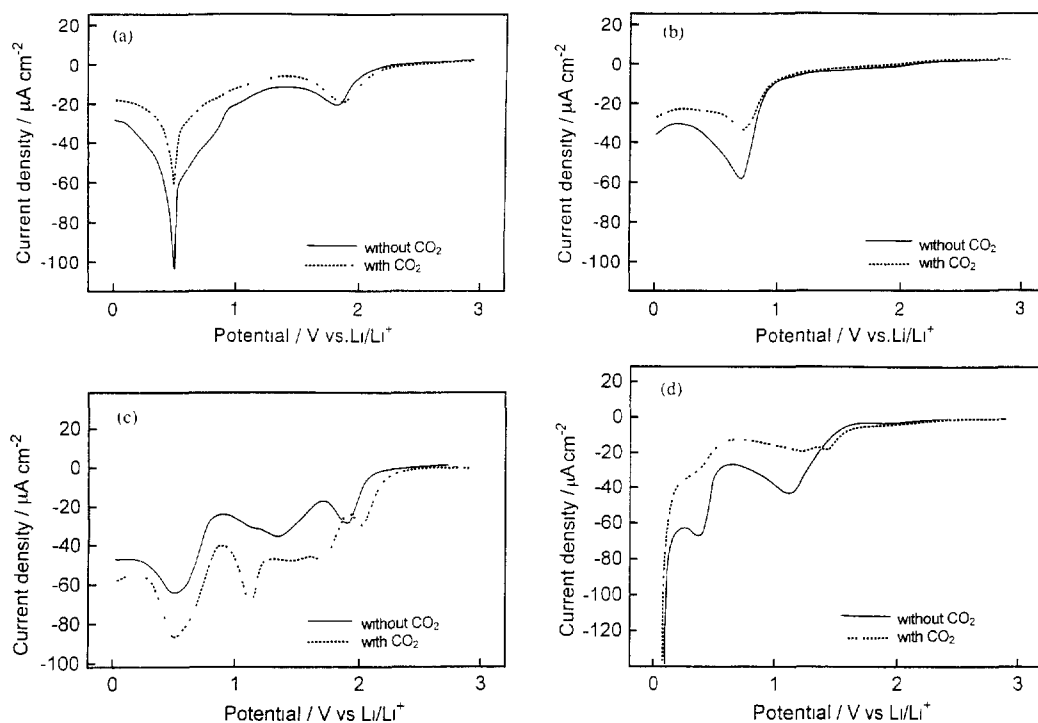 (a)
20
0
-20
-40
-60
-80
-100
Current density / μA cm⁻²
without CO₂
with CO₂
0 1 2 3
Potential / V vs.Li/Li⁺
(b)
20
0
-20
-40
-60
-80
-100
Current density / μA cm⁻²
without CO₂
with CO₂
0 1 2 3
Potential / V vs.Li/Li⁺
(c)
20
0
-20
-40
-60
-80
-100
Current density / μA cm⁻²
without CO₂
with CO₂
0 1 2 3
Potential / V vs Li/Li⁺
(d)
20
0
-20
-40
-60
-80
-100
-120
Current density / μA cm⁻²
without CO₂
with CO₂
0 1 2 3
Potential / V vs Li/Li⁺